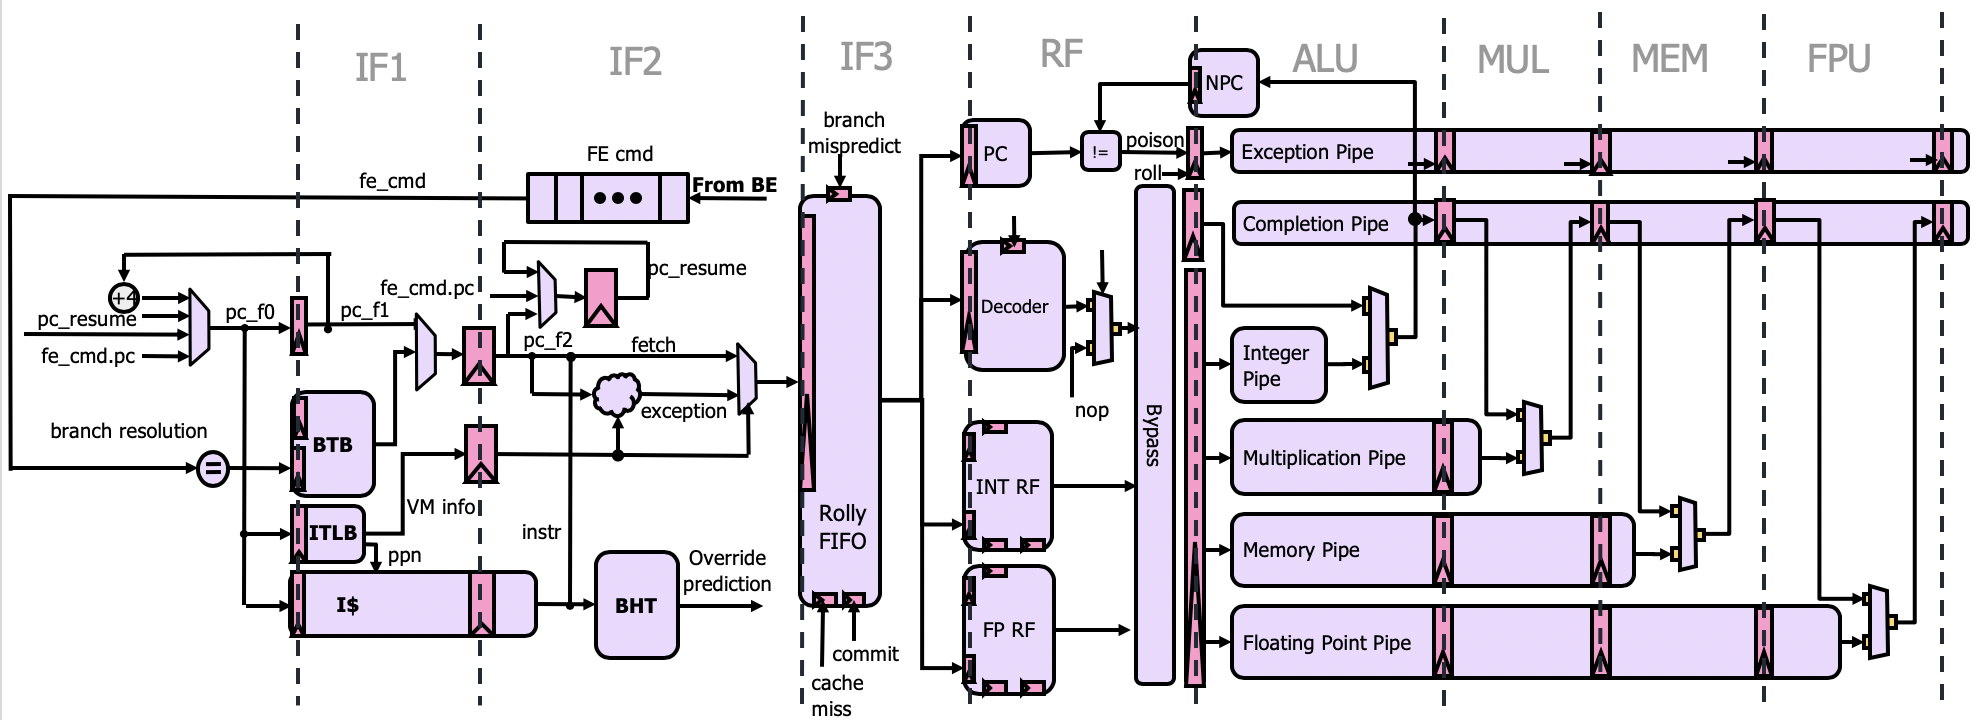 IF1
IF2
IF3
RF
ALU
MUL
MEM
FPU
NPC
branch
mispredict
PC
!=
poison
roll
Exception Pipe
FE cmd
fe_cmd
From BE
Completion Pipe
+4
pc_resume
fe_cmd.pc
pc_f0
pc_f1
fe_cmd.pc
pc_resume
pc_f2
fetch
exception
Decoder
nop
Integer
Pipe
branch resolution
=
BTB
VM info
ITLB
ppn
instr
I$
BHT
Override
prediction
Rolly
FIFO
commit
cache
miss
INT RF
FP RF
Bypass
Multiplication Pipe
Memory Pipe
Floating Point Pipe